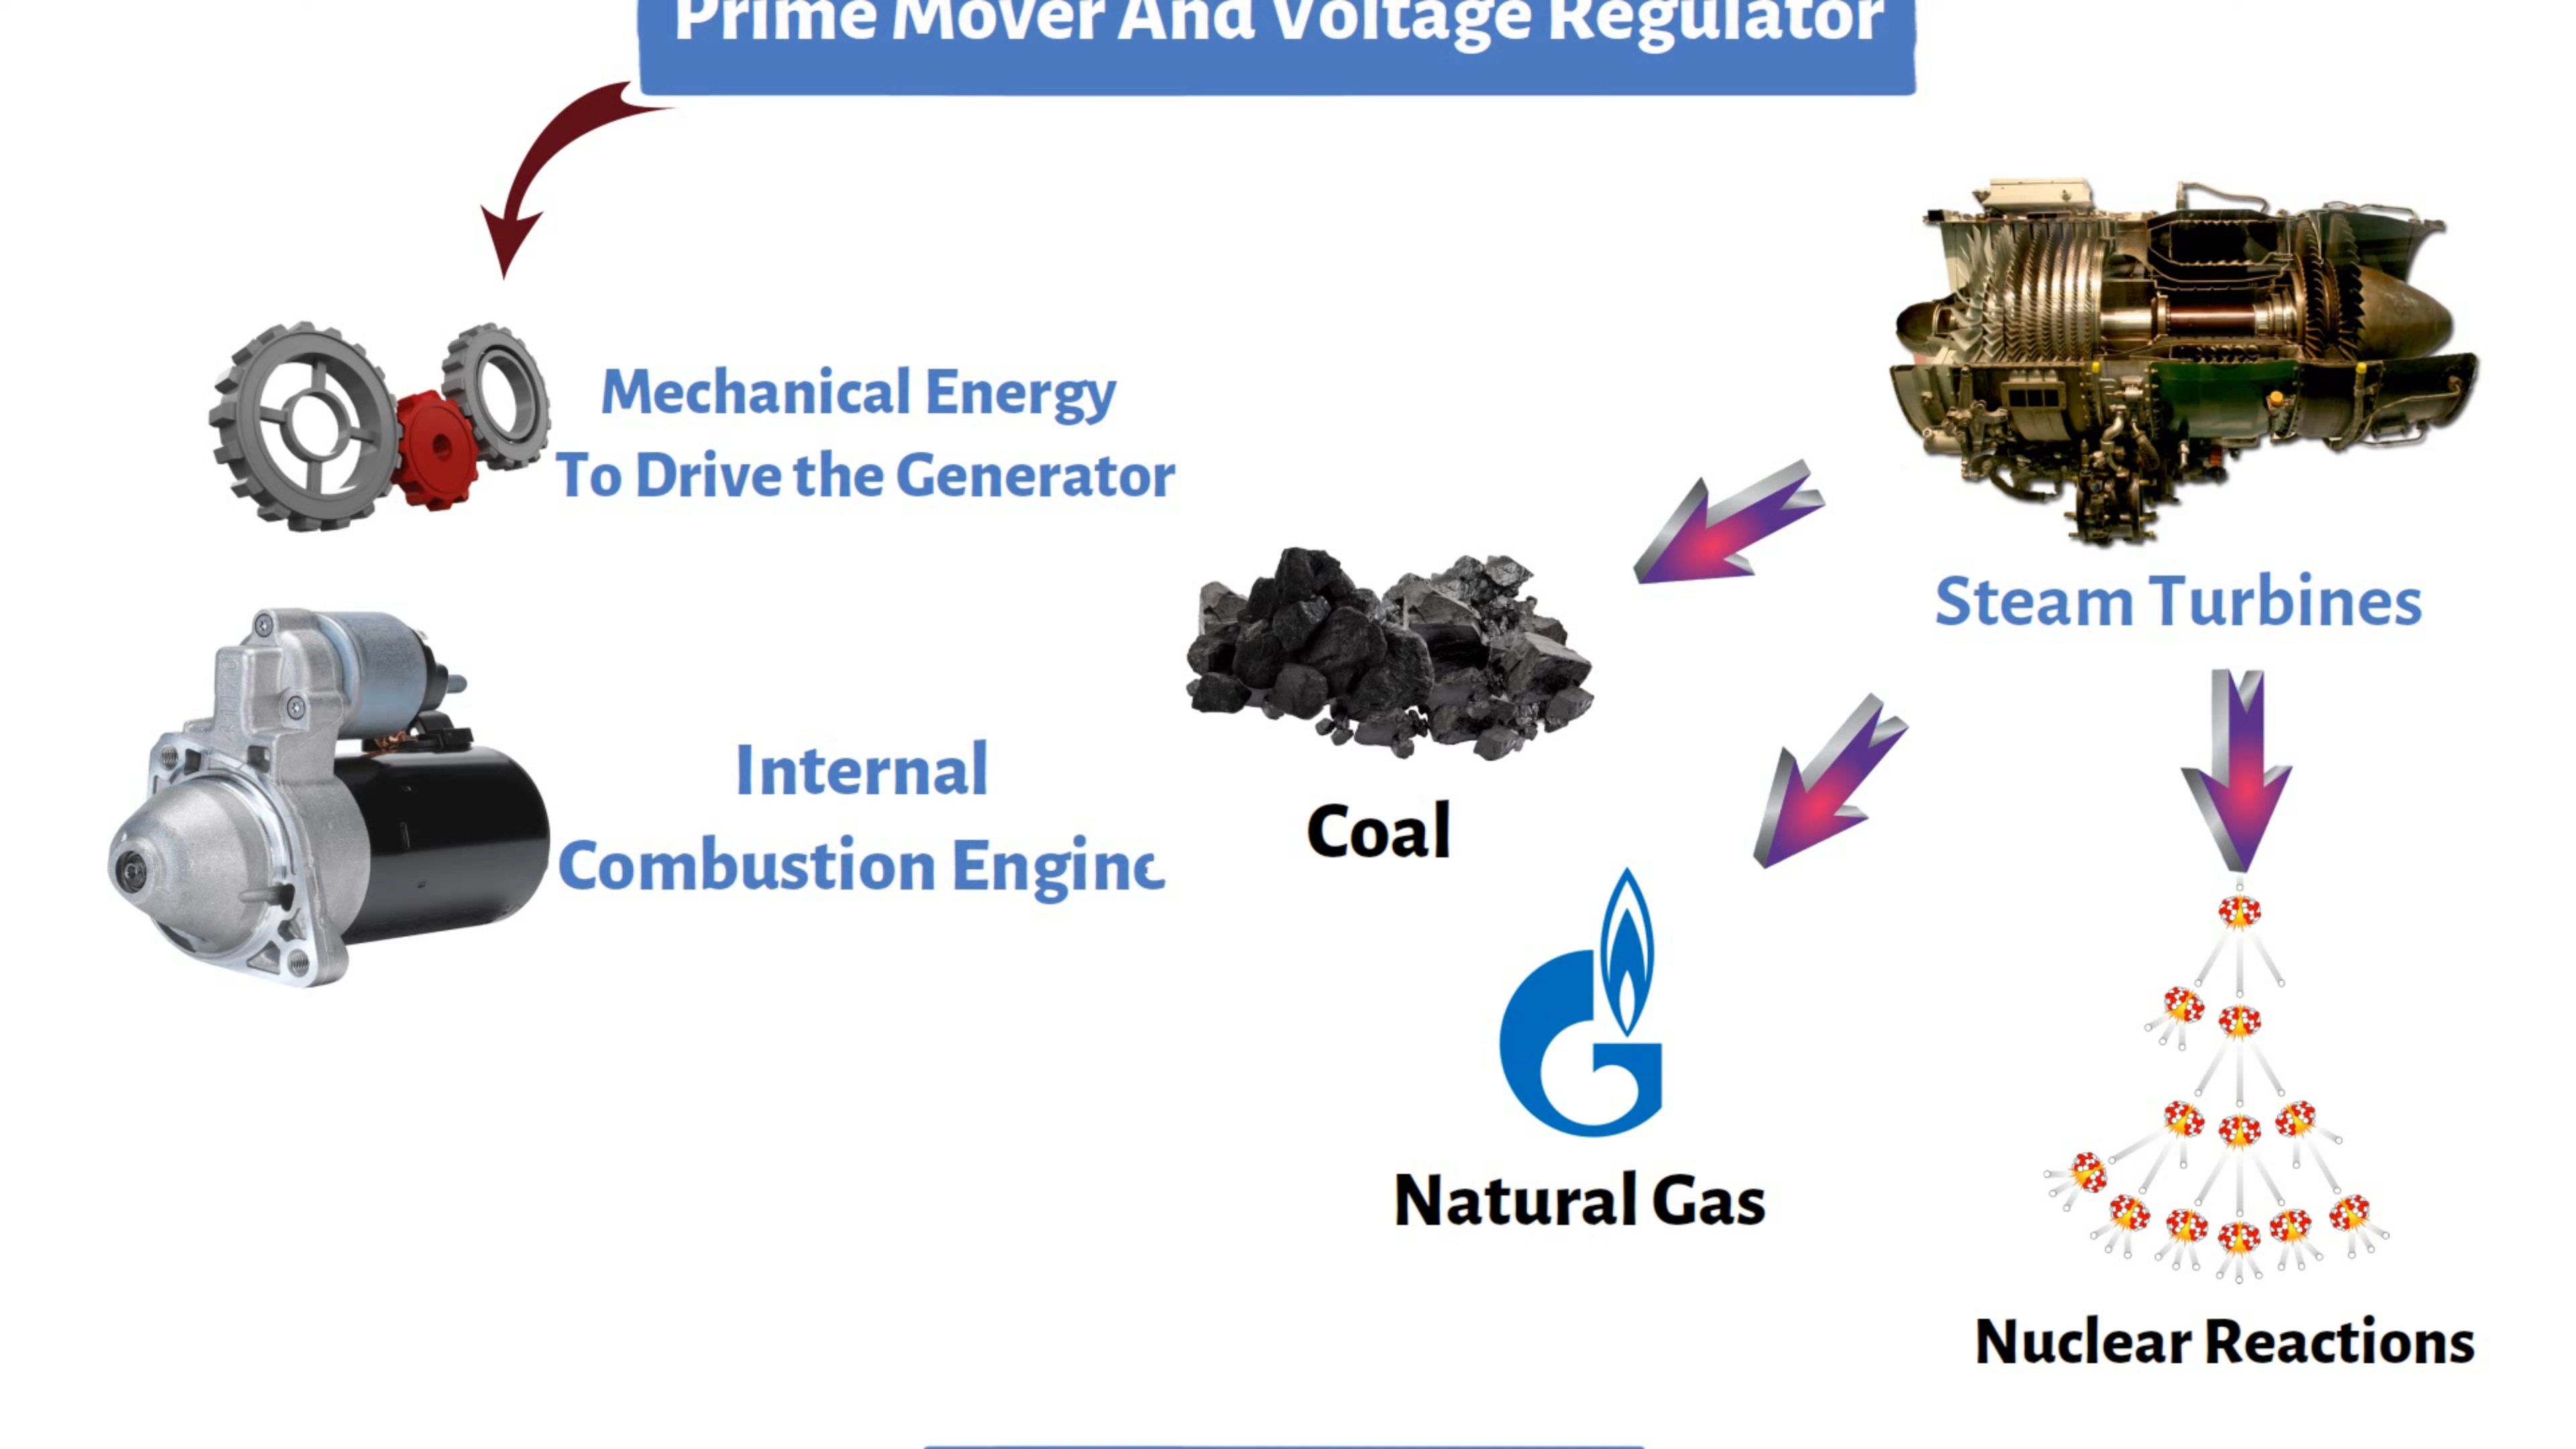 Prime Mover And Voltage Regulator
Mechanical Energy
To Drive the Generator
Internal
Combustion Engine
Steam Turbines
Coal
Natural Gas
Nuclear Reactions